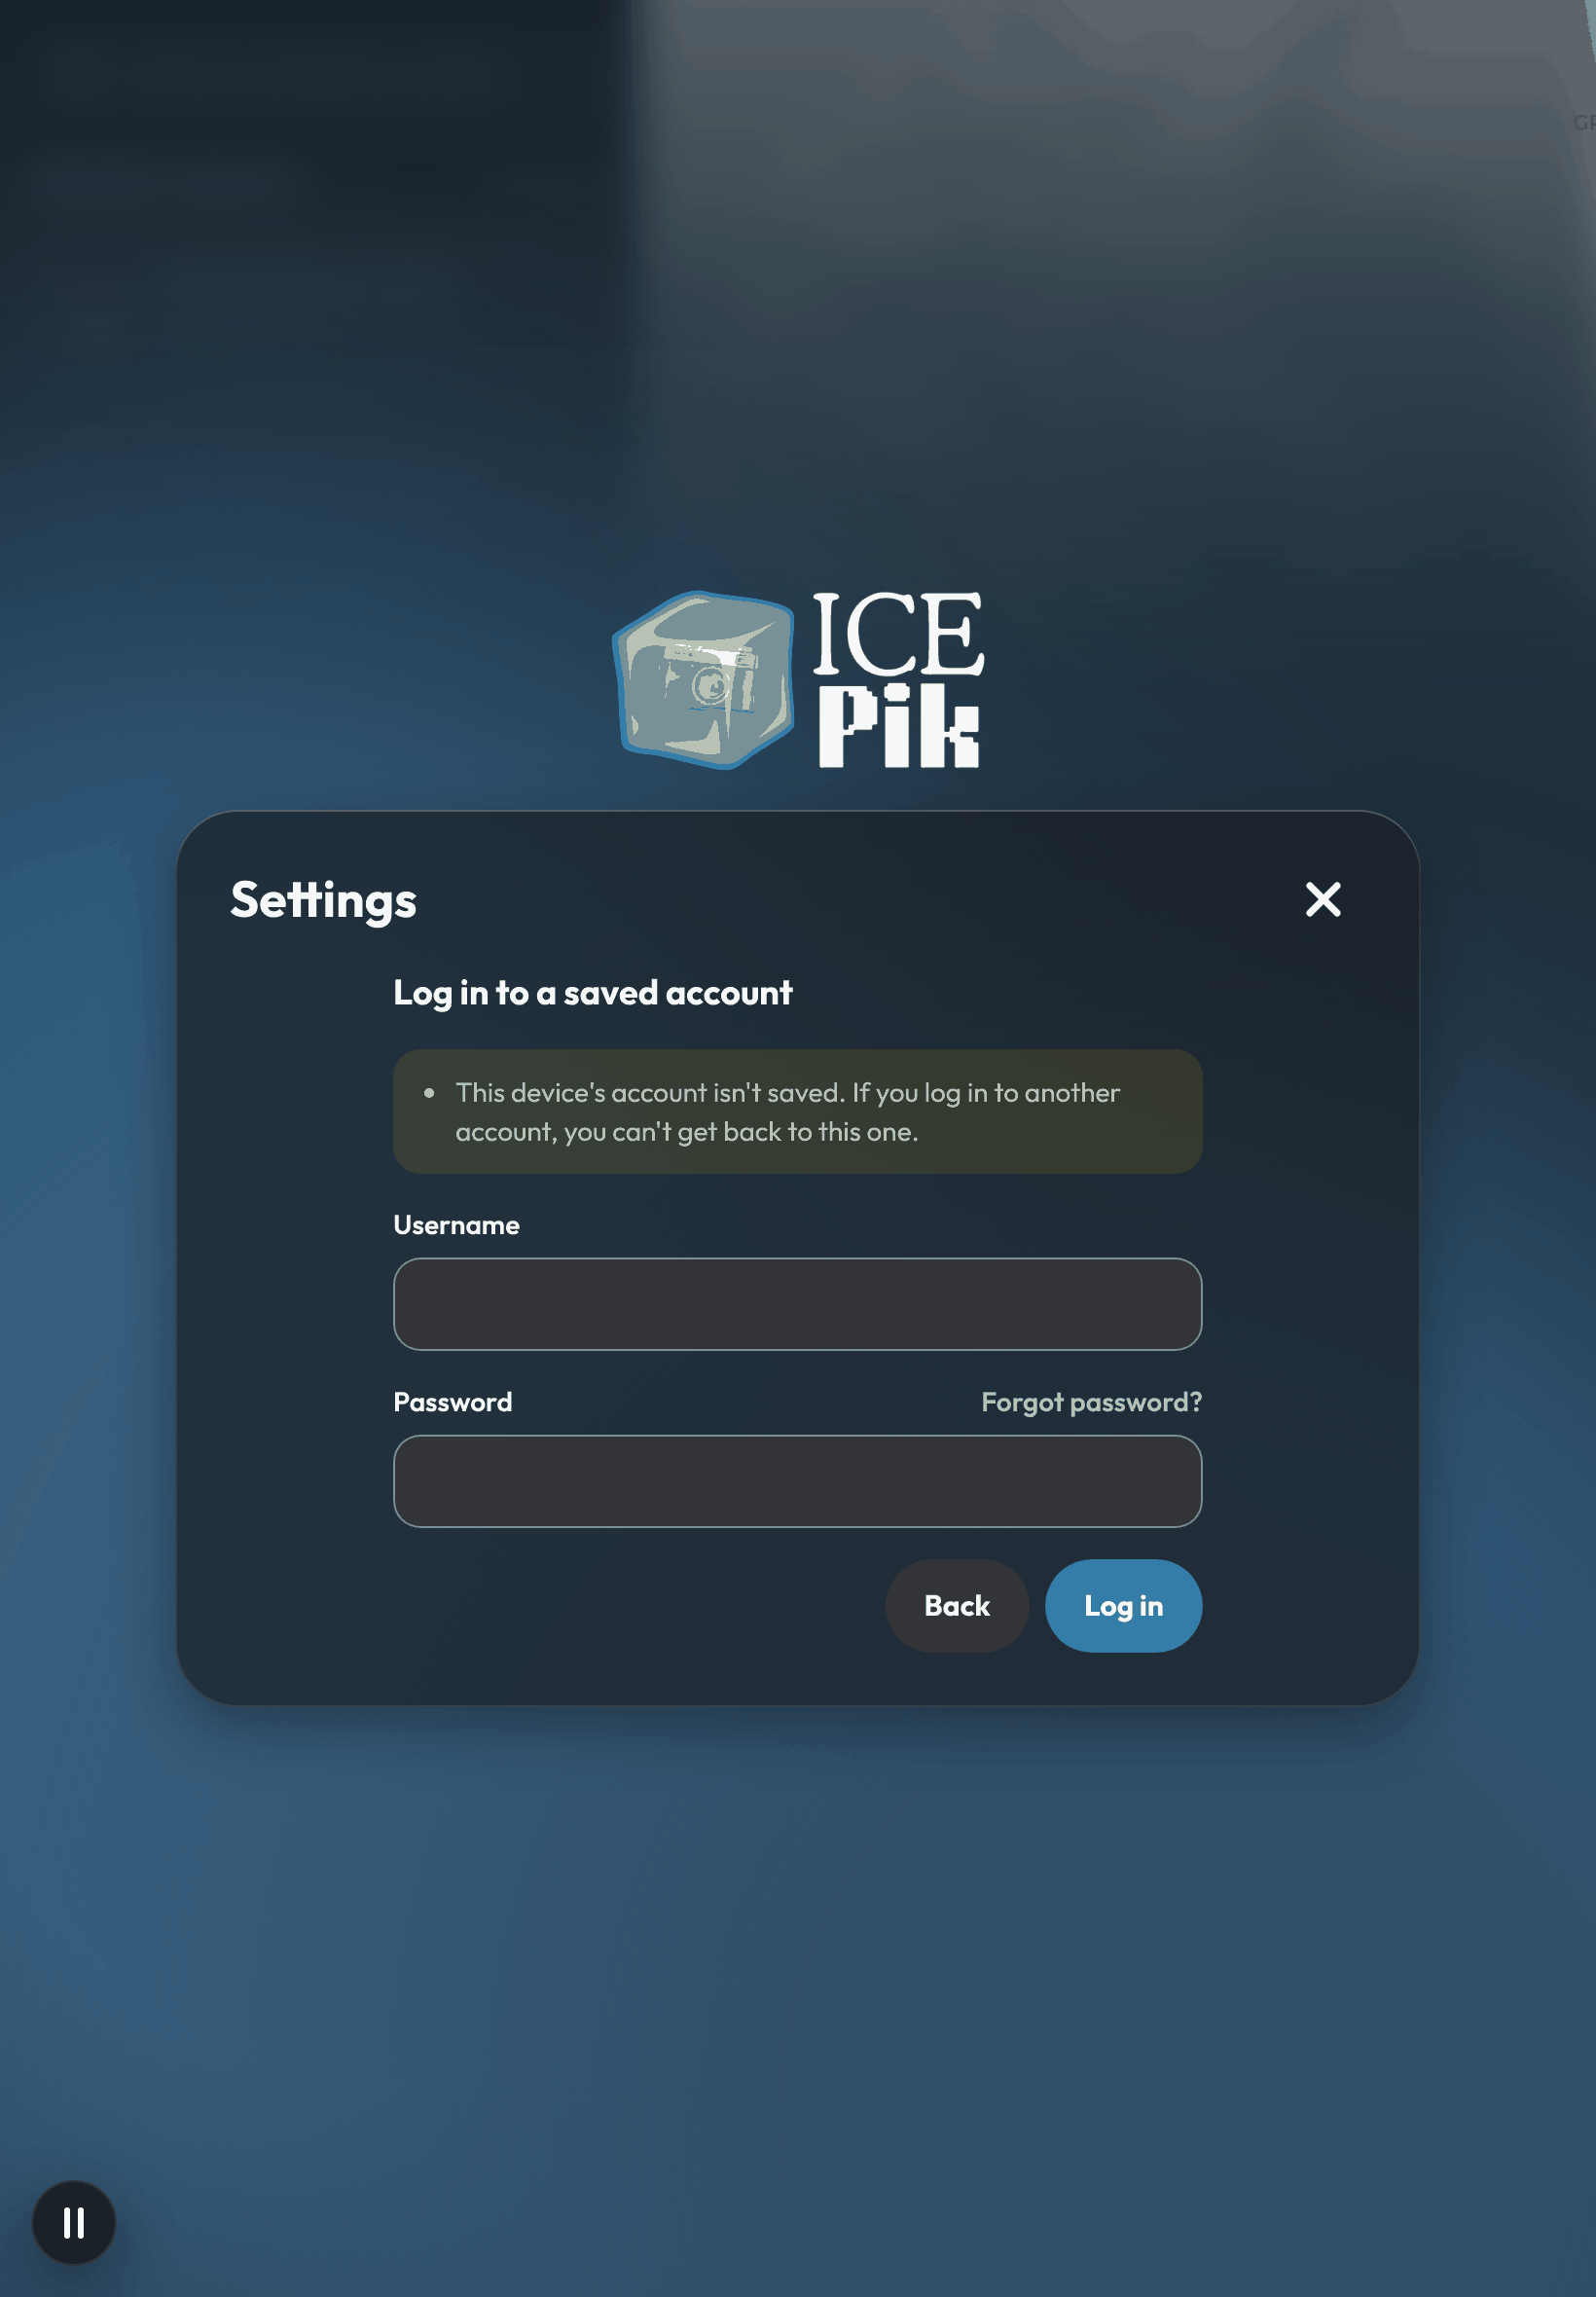 GR
ICE
Pik
Settings
Log in to a saved account
• This device's account isn't saved. If you log in to another
account, you can't get back to this one.
Username
Password
Forgot password?
Back
Log in